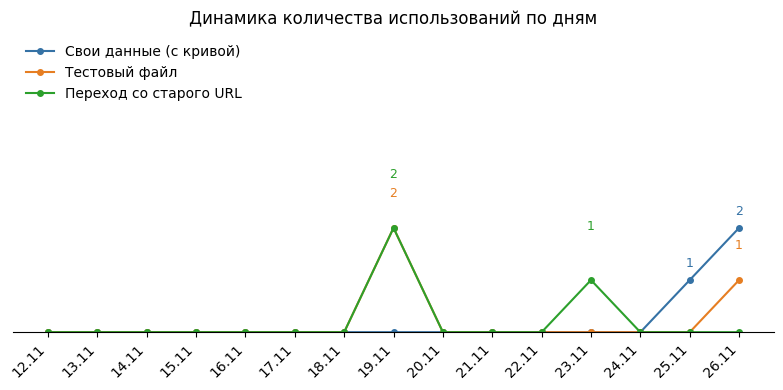 Динамика количества использований по дням
Свои данные (с кривой)
Тестовый файл
Переход со старого URL
2
2
1
2
1
1
12.11 13.11 14.11 15.11 16.11 17.11 18.11 19.11 20.11 21.11 22.11 23.11 24.11 25.11 26.11